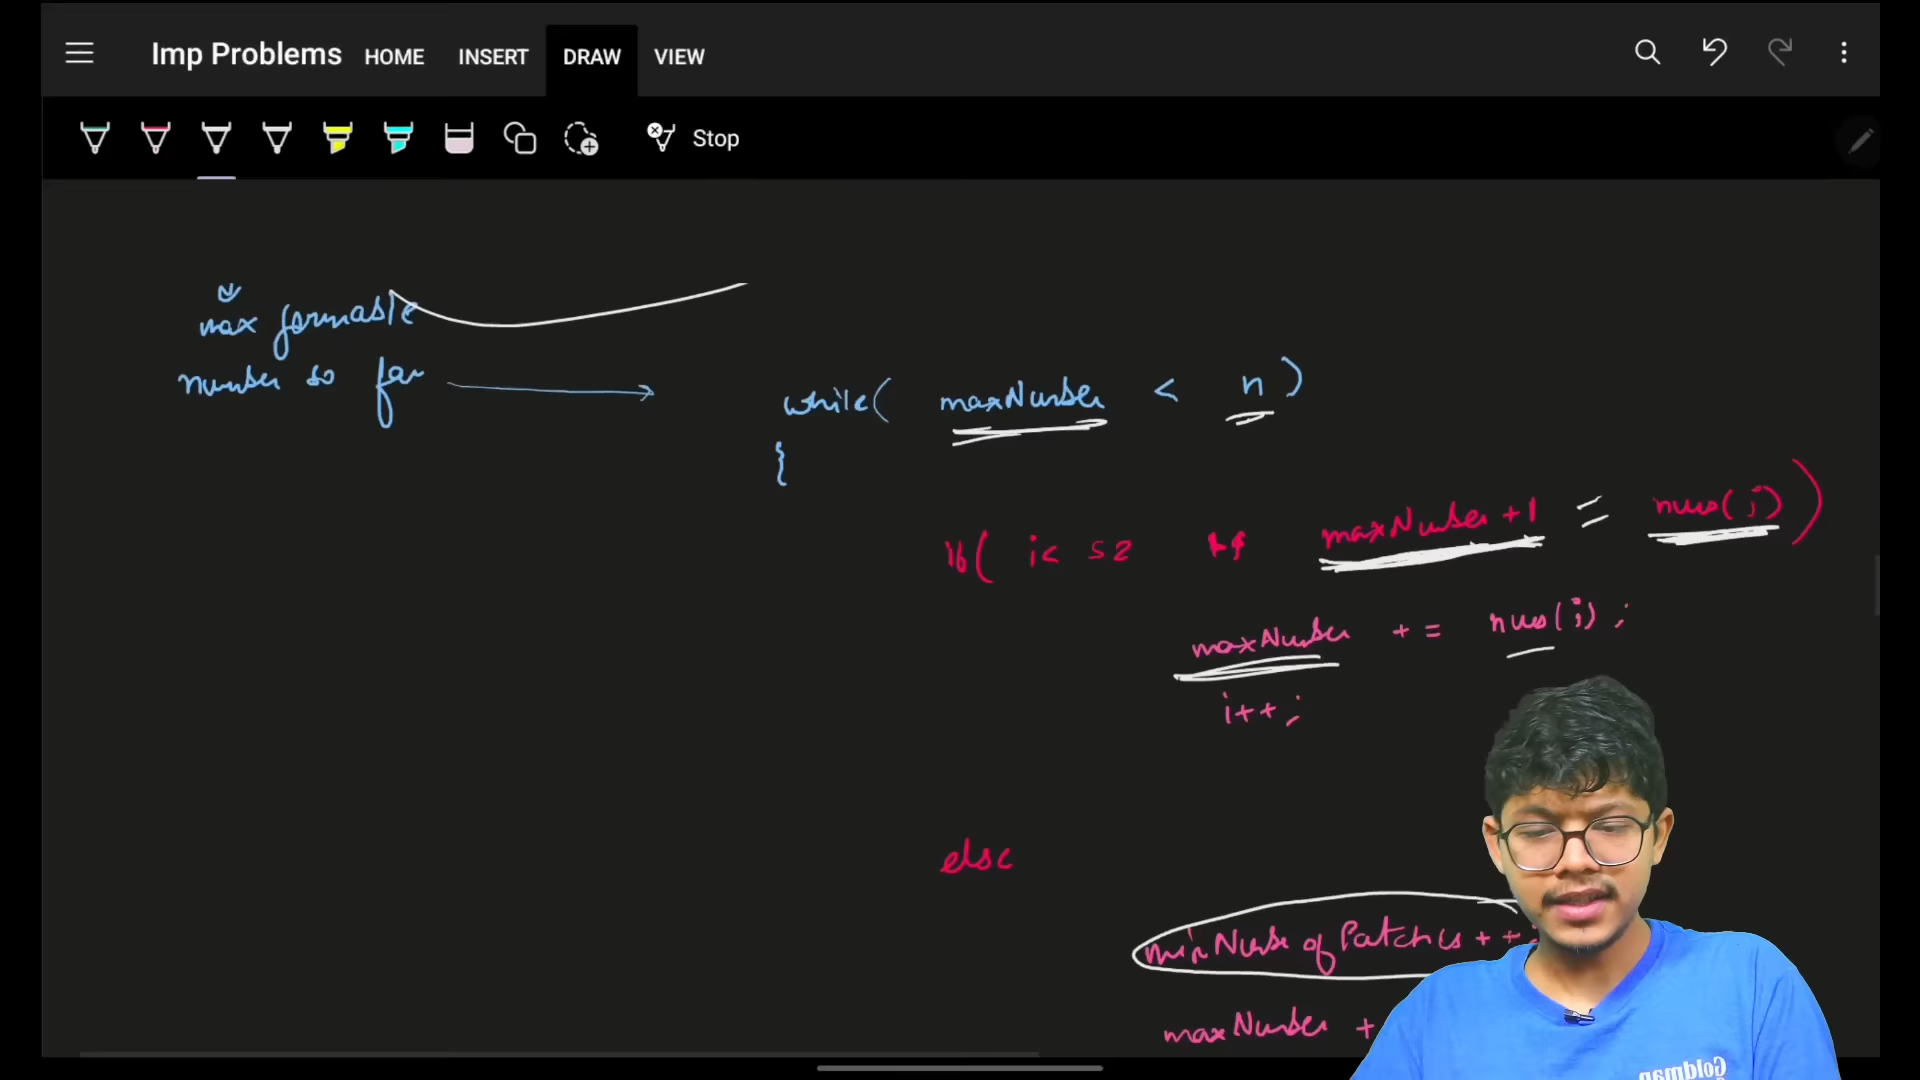 Imp Problems HOME INSERT DRAW VIEW
Stop
max formable
number so far
while( maxNumber < n )
{
if( i < sz && maxNumber + 1 = nums(i) )
maxNumber += nums(i) ;
i++ ;
else
minNumber of Patches ++
maxNumber +
Goldman